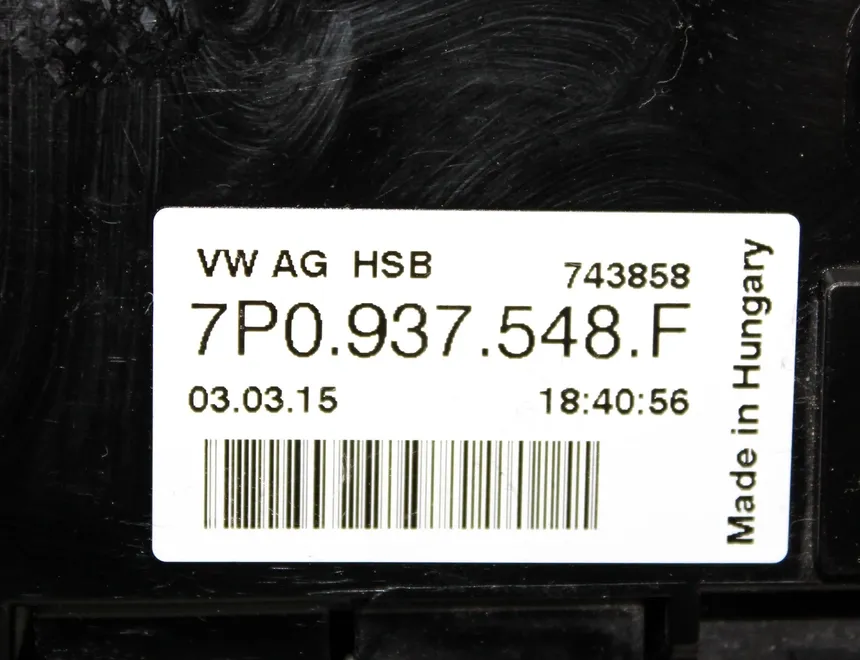 VW AG HSB 743858
7P0.937.548.F
03.03.15 18:40:56
Made in Hungary